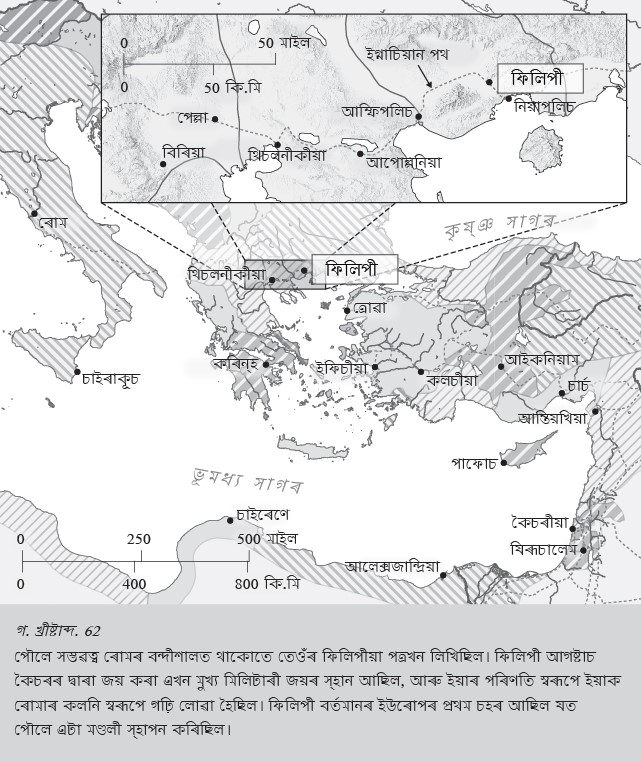 0 50 মাইল
0 50 কি.মি
ইগ্নাচিয়ান পথ
ফিলিপী
নিয়াপলিচ
আম্ফিপলিচ
পেল্লা
থিচলনীকীয়া
বিৰিয়া
আপোল্লনিয়া
কৃষ্ঞ সাগৰ
ৰোম
থিচলনীকীয়া
ফিলিপী
ত্ৰোৱা
কৰিন্হ
ইফিচীয়া
কলচীয়া
আইকনিয়াম
চাৰ্চ
আন্তিয়খিয়া
চাইৰাকুচ
পাফোচ
ভূমধ্য সাগৰ
চাইৰেণে
কৈচৰীয়া
যিৰূচালেম
আলেক্সজান্দ্ৰিয়া
0 250 500 মাইল
0 400 800 কি.মি
গ. খ্ৰীষ্টাব্দ. 62
পৌলে সম্ভৱত্ব ৰোমৰ বন্দীশালত থাকোতে তেওঁৰ ফিলিপীয়া পত্ৰখন লিখিছিল। ফিলিপী আগষ্টাচ
কৈচৰৰ দ্বাৰা জয় কৰা এখন মুখ্য মিলিটাৰী জয়ৰ স্হান আছিল, আৰু ইয়াৰ পৰিণতি স্বৰূপে ইয়াক
ৰোমাৰ কলনি স্বৰূপে গঢ়ি লোৱা হৈছিল। ফিলিপী বৰ্তমানৰ ইউৰোপৰ প্ৰথম চহৰ আছিল যত
পৌলে এটা মণ্ডলী স্হাপন কৰিছিল।